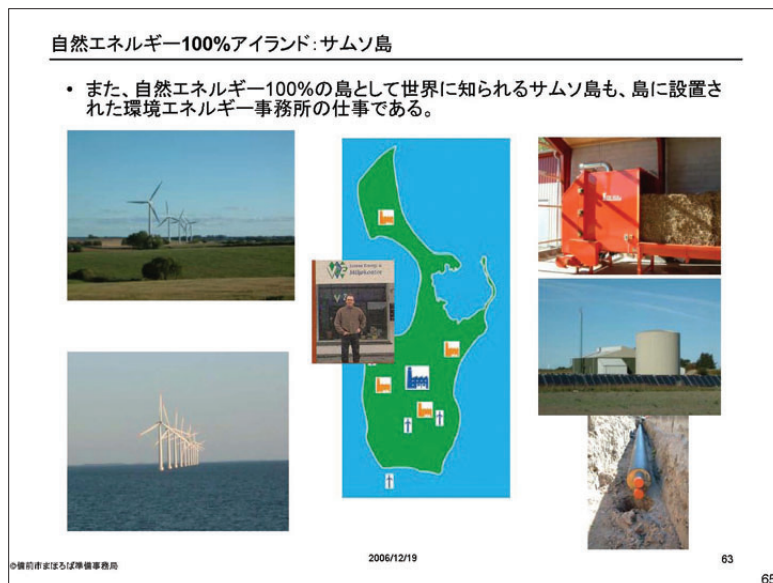 自然エネルギー100%アイランド：サムソ島
• また、自然エネルギー100%の島として世界に知られるサムソ島も、島に設置さ
れた環境エネルギー事務所の仕事である。
Samsø Energi &
Miljøkontor
©備前市まほろば準備事務局
2006/12/19
63
65